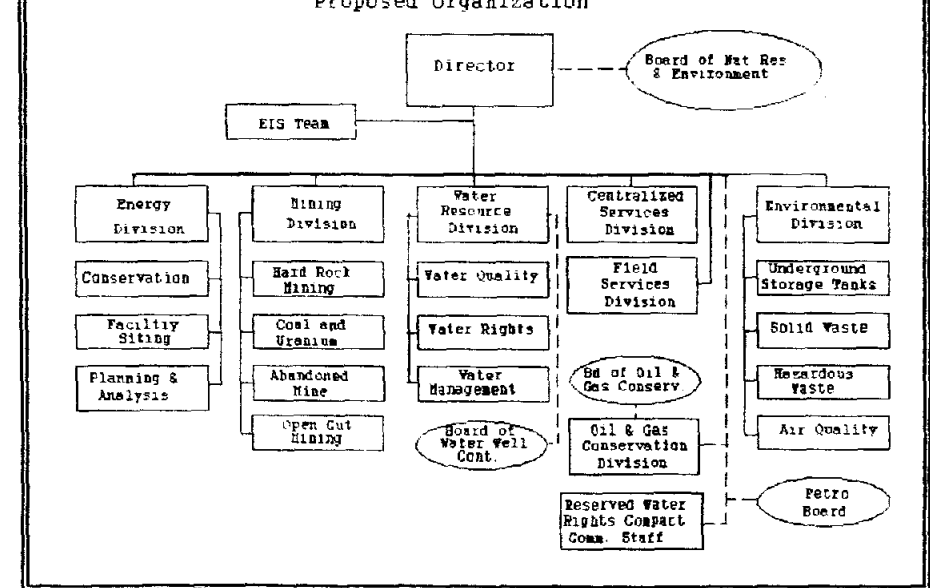 Proposed Organization
Director
Board of Nat Res
& Environment
EIS Team
Energy
Division
Conservation
Faciltiy
Siting
Planning &
Analysis
Mining
Division
Hard Rock
Mining
Coal and
Uranium
Abandoned
Mine
Open Cut
Mining
Water
Resource
Division
Water Quality
Water Rights
Water
Management
Board of
Water Well
Cont.
Centralized
Services
Division
Field
Services
Division
Bd of Oil &
Gas Conserv.
Oil & Gas
Conservation
Division
Reserved Water
Rights Compact
Comm. Staff
Environmental
Division
Underground
Storage Tanks
Solid Waste
Hazardous
Waste
Air Quality
Petro
Board